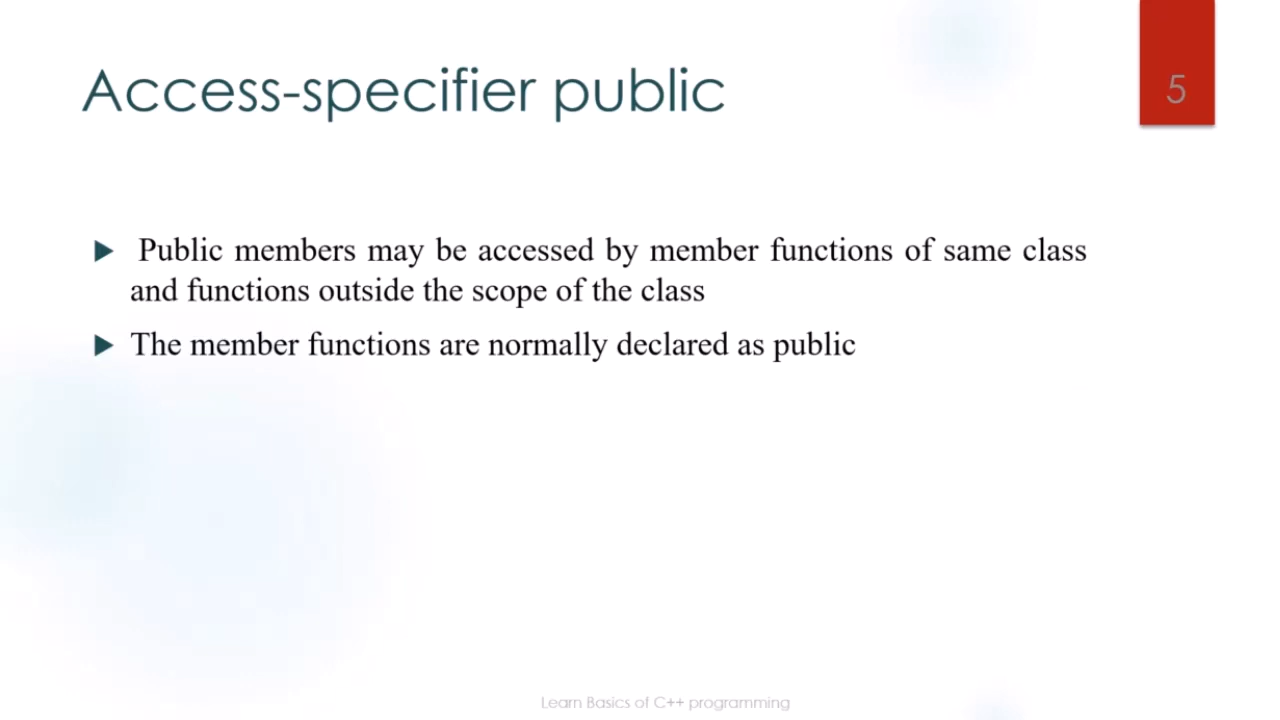 Access-specifier public
5
Public members may be accessed by member functions of same class
and functions outside the scope of the class
The member functions are normally declared as public
Learn Basics of C++ programming